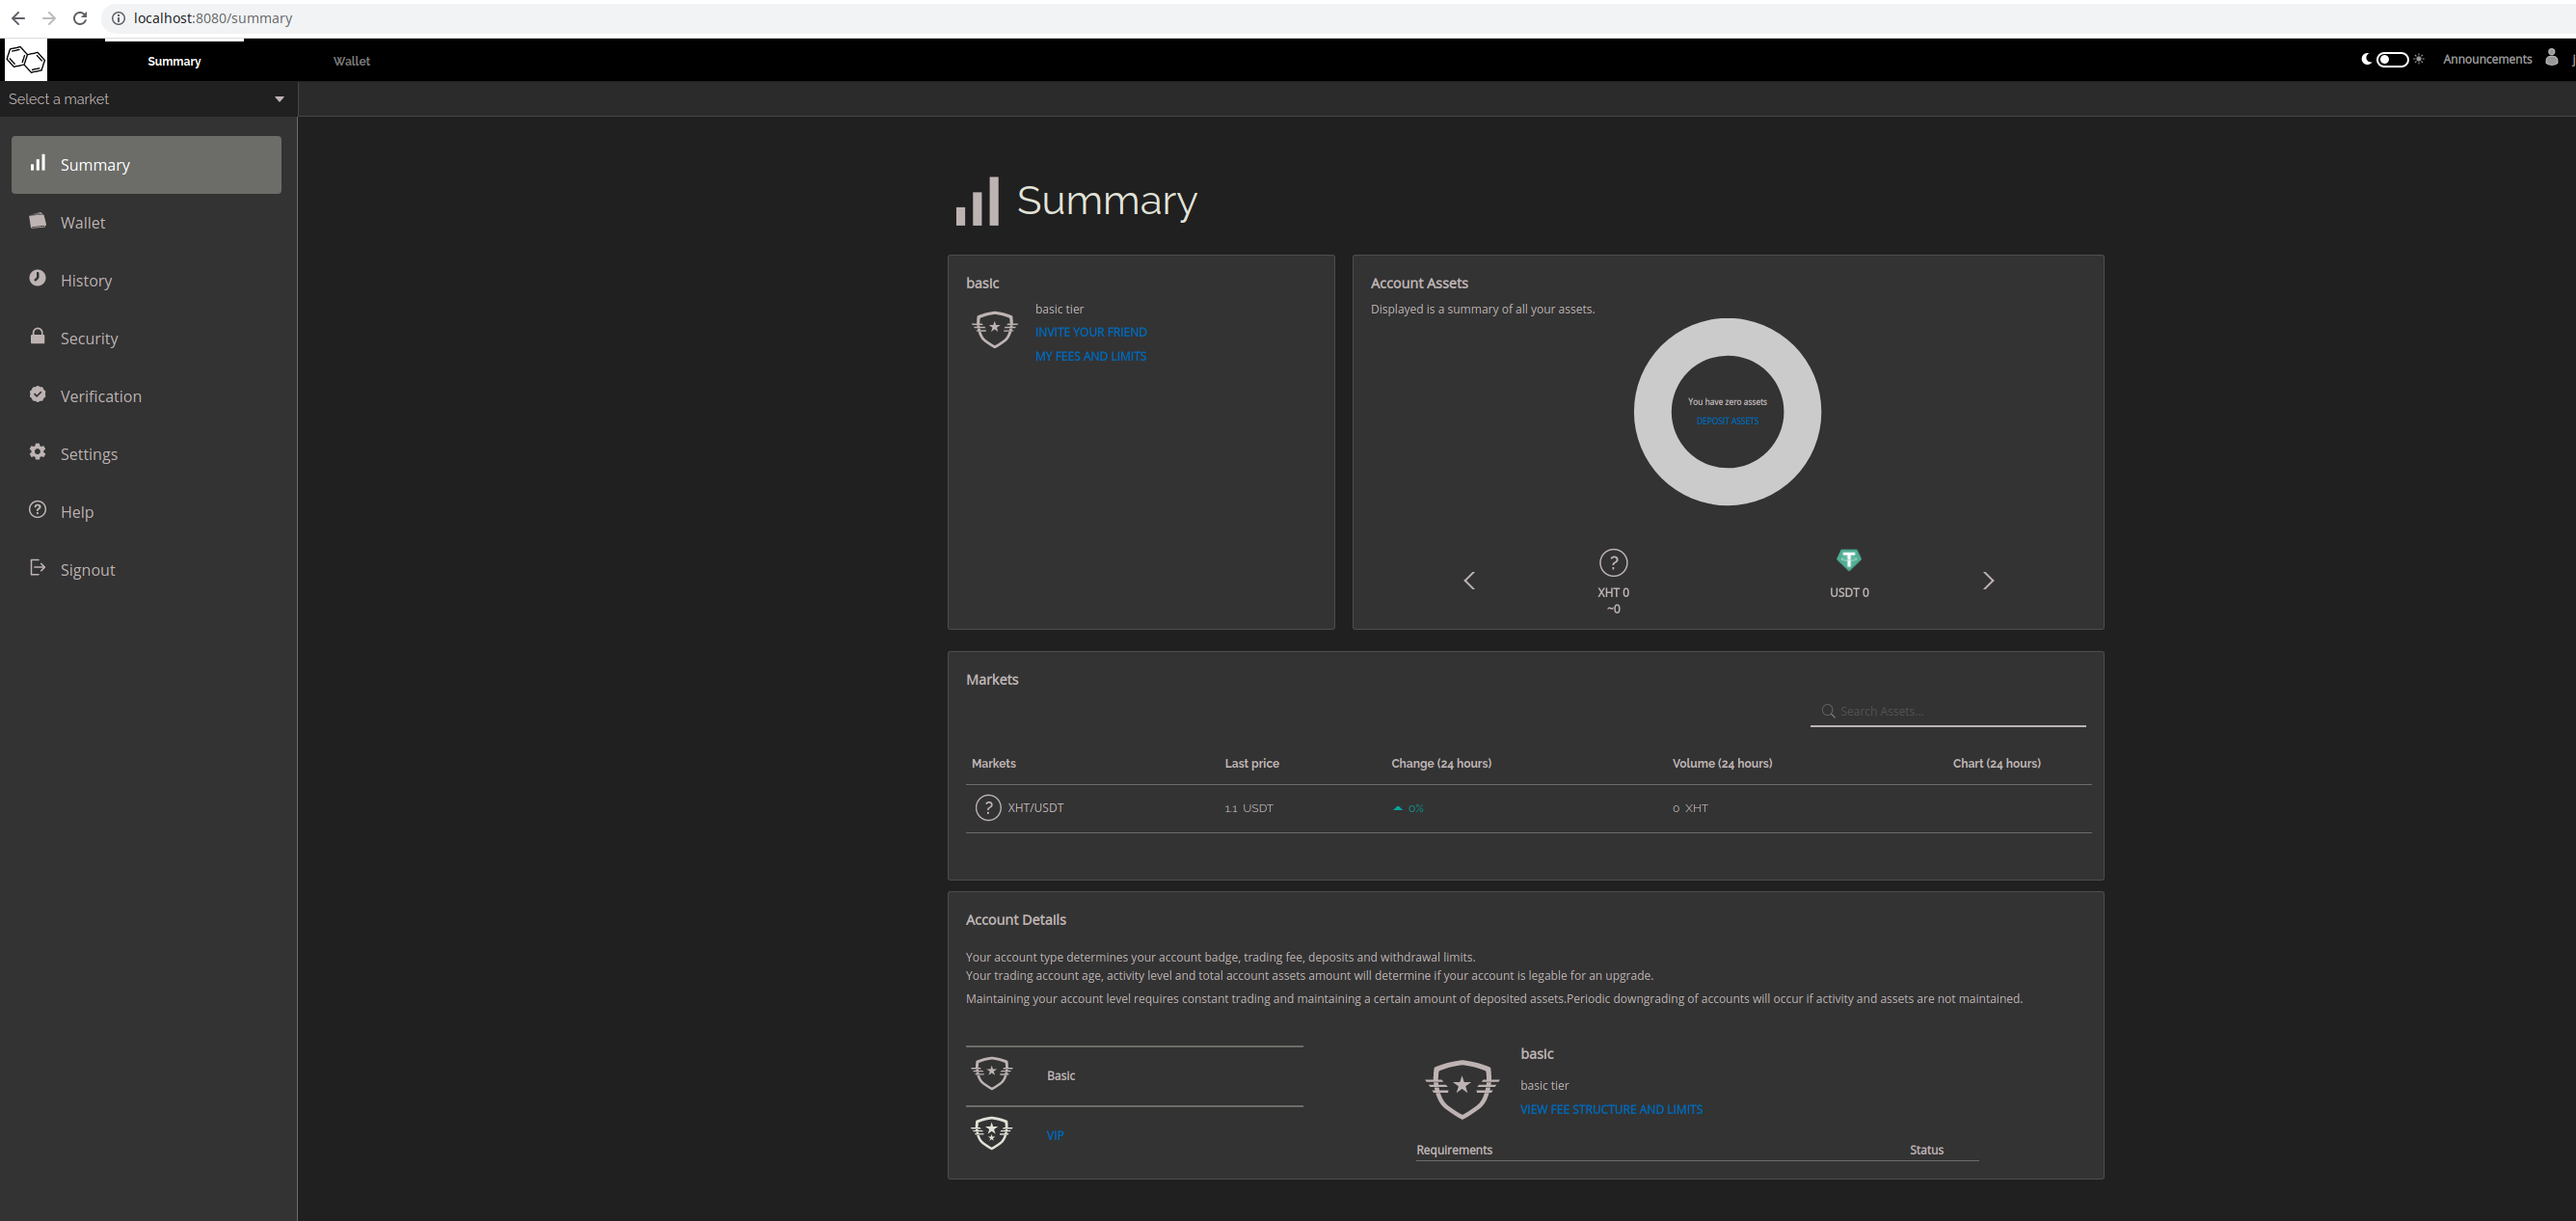 localhost:8080/summary
Summary Wallet Announcements
Select a market
Summary
Wallet
History
Security
Verification
Settings
Help
Signout
Summary
basic
basic tier
INVITE YOUR FRIEND
MY FEES AND LIMITS
Account Assets
Displayed is a summary of all your assets.
You have zero assets
DEPOSIT ASSETS
XHT 0
~0
USDT 0
Markets
Search Assets...
Markets Last price Change (24 hours) Volume (24 hours) Chart (24 hours)
XHT/USDT 1.1 USDT 0% 0 XHT
Account Details
Your account type determines your account badge, trading fee, deposits and withdrawal limits.
Your trading account age, activity level and total account assets amount will determine if your account is legable for an upgrade.
Maintaining your account level requires constant trading and maintaining a certain amount of deposited assets.Periodic downgrading of accounts will occur if activity and assets are not maintained.
Basic
VIP
basic
basic tier
VIEW FEE STRUCTURE AND LIMITS
Requirements Status